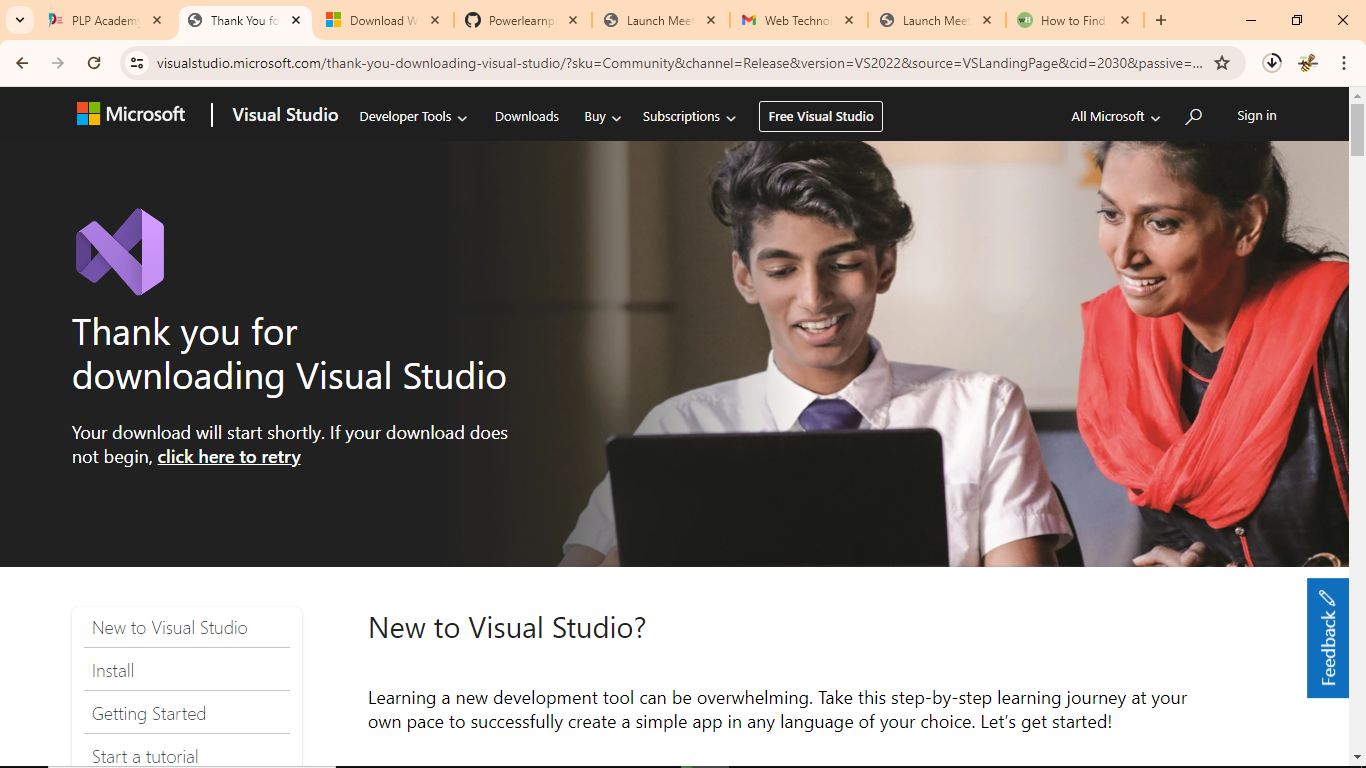 PLP Academy
Thank You fo
Download W
Powerlearnp
Launch Meet
Web Technol
Launch Meet
How to Find
visualstudio.microsoft.com/thank-you-downloading-visual-studio/?sku=Community&channel=Release&version=VS2022&source=VSLandingPage&cid=2030&passive=...
Microsoft Visual Studio Developer Tools Downloads Buy Subscriptions Free Visual Studio All Microsoft Sign in
Thank you for
downloading Visual Studio
Your download will start shortly. If your download does
not begin, click here to retry
New to Visual Studio
Install
Getting Started
Start a tutorial
New to Visual Studio?
Learning a new development tool can be overwhelming. Take this step-by-step learning journey at your
own pace to successfully create a simple app in any language of your choice. Let's get started!
Feedback